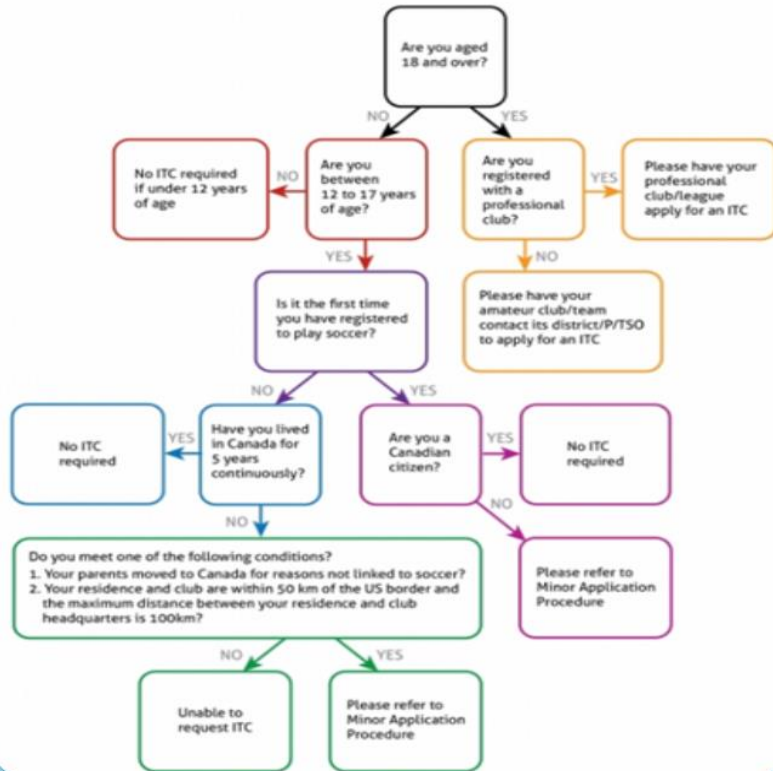 Are you aged
18 and over?
NO
YES
No ITC required
if under 12 years
of age
NO
Are you
between
12 to 17 years
of age?
Are you
registered
with a
professional
club?
YES
Please have your
professional
club/league
apply for an ITC
YES
NO
Is it the first time
you have registered
to play soccer?
Please have your
amateur club/team
contact its district/P/TSO
to apply for an ITC
NO
YES
No ITC
required
YES
Have you lived
in Canada for
5 years
continuously?
Are you a
Canadian
citizen?
YES
No ITC
required
NO
NO
Do you meet one of the following conditions?
1. Your parents moved to Canada for reasons not linked to soccer?
2. Your residence and club are within 50 km of the US border and
the maximum distance between your residence and club
headquarters is 100km?
Please refer to
Minor Application
Procedure
NO
YES
Unable to
request ITC
Please refer to
Minor Application
Procedure